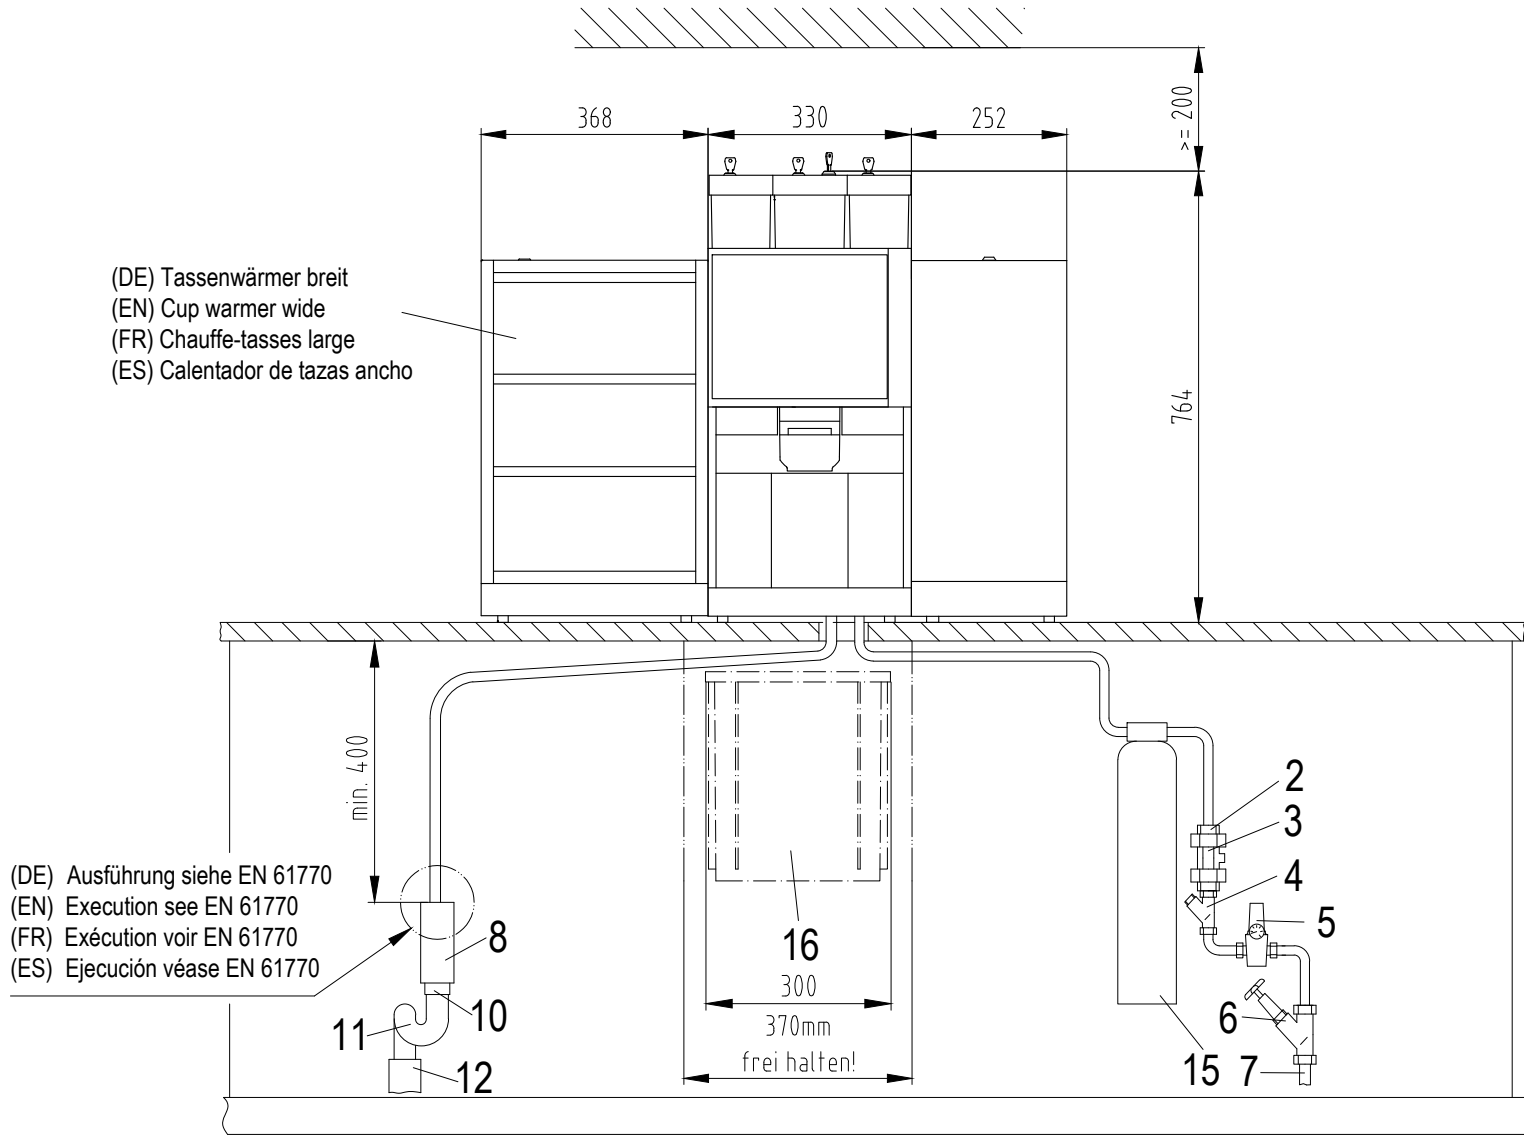 368
330
252
>= 200
(DE) Tassenwärmer breit
(EN) Cup warmer wide
(FR) Chauffe-tasses large
(ES) Calentador de tazas ancho
764
min. 400
2
3
4
5
(DE) Ausführung siehe EN 61770
(EN) Execution see EN 61770
(FR) Exécution voir EN 61770
(ES) Ejecución véase EN 61770
8
16
300
10
6
11
370mm
frei halten!
12
15
7